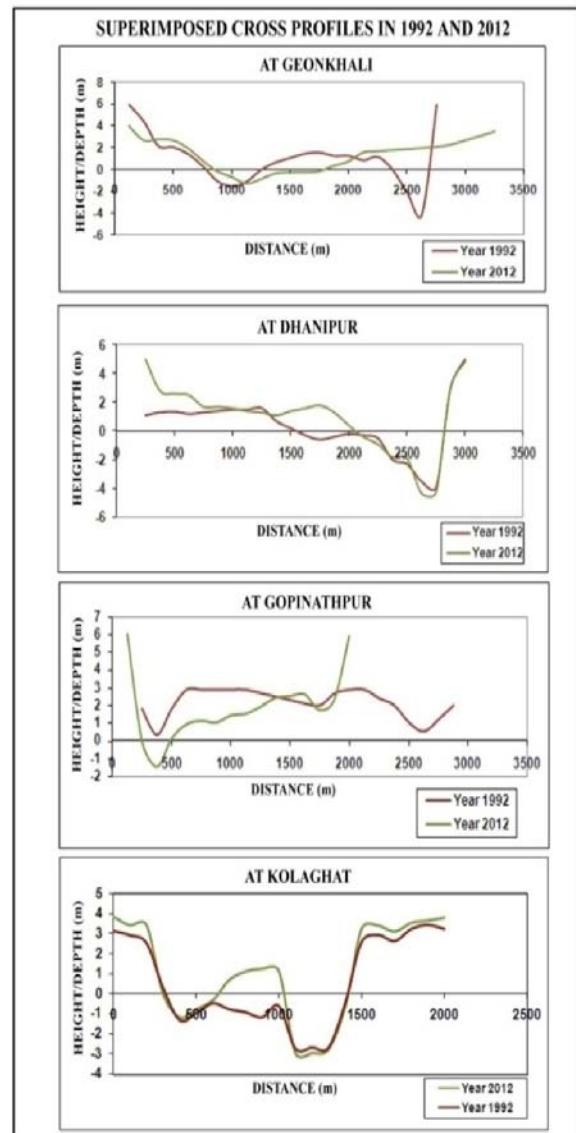 SUPERIMPOSED CROSS PROFILES IN 1992 AND 2012
AT GEONKHALI
HEIGHT/DEPTH (m)
8
6
4
2
0
-2
-4
-6
0 500 1000 1500 2000 2500 3000 3500
DISTANCE (m)
Year 1992
Year 2012
AT DHANIPUR
HEIGHT/DEPTH (m)
6
4
2
0
-2
-4
-6
0 500 1000 1500 2000 2500 3000 3500
DISTANCE (m)
Year 1992
Year 2012
AT GOPINATHPUR
HEIGHT/DEPTH (m)
7
6
5
4
3
2
1
0
-1
-2
0 500 1000 1500 2000 2500 3000 3500
DISTANCE (m)
Year 1992
Year 2012
AT KOLAGHAT
HEIGHT/DEPTH (m)
5
4
3
2
1
0
-1
-2
-3
-4
0 500 1000 1500 2000 2500
DISTANCE (m)
Year 2012
Year 1992